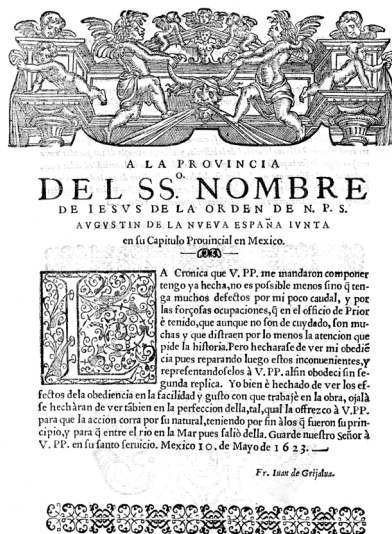 A LA PROVINCIA
DEL SSº. NOMBRE
DE IESVS DE LA ORDEN DE N. P. S.
AVGVSTIN DE LA NVEVA ESPAÑA IVNTA
en ſu Capitulo Prouincial en Mexico.
LA Cronica que V. PP. me mandaron componer
tengo ya hecha, no es poſsible menos ſino q̃ ten-
ga muchos defectos por mi poco caudal, y por
las forçoſas ocupaciones, q̃ en el officio de Prior
è tenido, que aunque no ſon de cuydado, ſon mu-
chas y diſtraen por lo menos la atencion que
pide la hiſtoria. Pero hecharaſe de ver mi obediẽ
cia pues reparando luego eſtos inconuenientes, y
repreſentandoſelos à V. PP. alfin obodeci ſin ſe-
gunda replica. Yo bien è hechado de ver los ef-
fectos dela obediencia en la facilidad y guſto con que trabajè en la obra, ojalà
ſe hechàran de ver tãbien en la perfeccion della, tal, qual la offrezco à V.PP.
para que la accion corra por ſu natural, teniendo por fin àlos q̃ fueron ſu prin-
cipio, y para q̃ entre el rio en la Mar pues ſaliò della. Guarde nueſtro Señor à
V. PP. en ſu ſanto ſeruicio. Mexico 10. de Mayo de 1623.
Fr. Iuan de Grijalua.